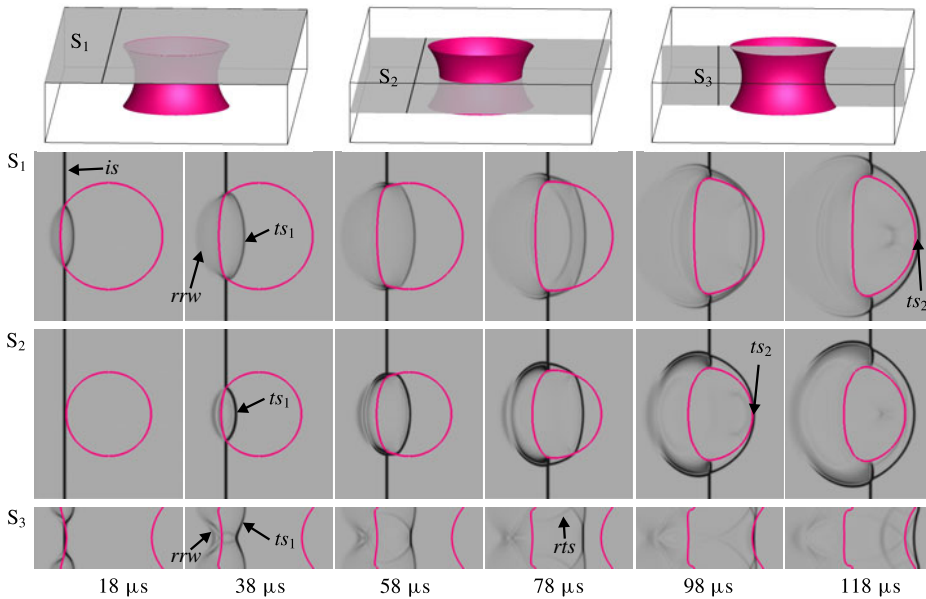 S₁ S₂ S₃
S₁
is
ts₁
rrw
ts₂
S₂
ts₁
ts₂
S₃
rrw
ts₁
rts
18 μs 38 μs 58 μs 78 μs 98 μs 118 μs